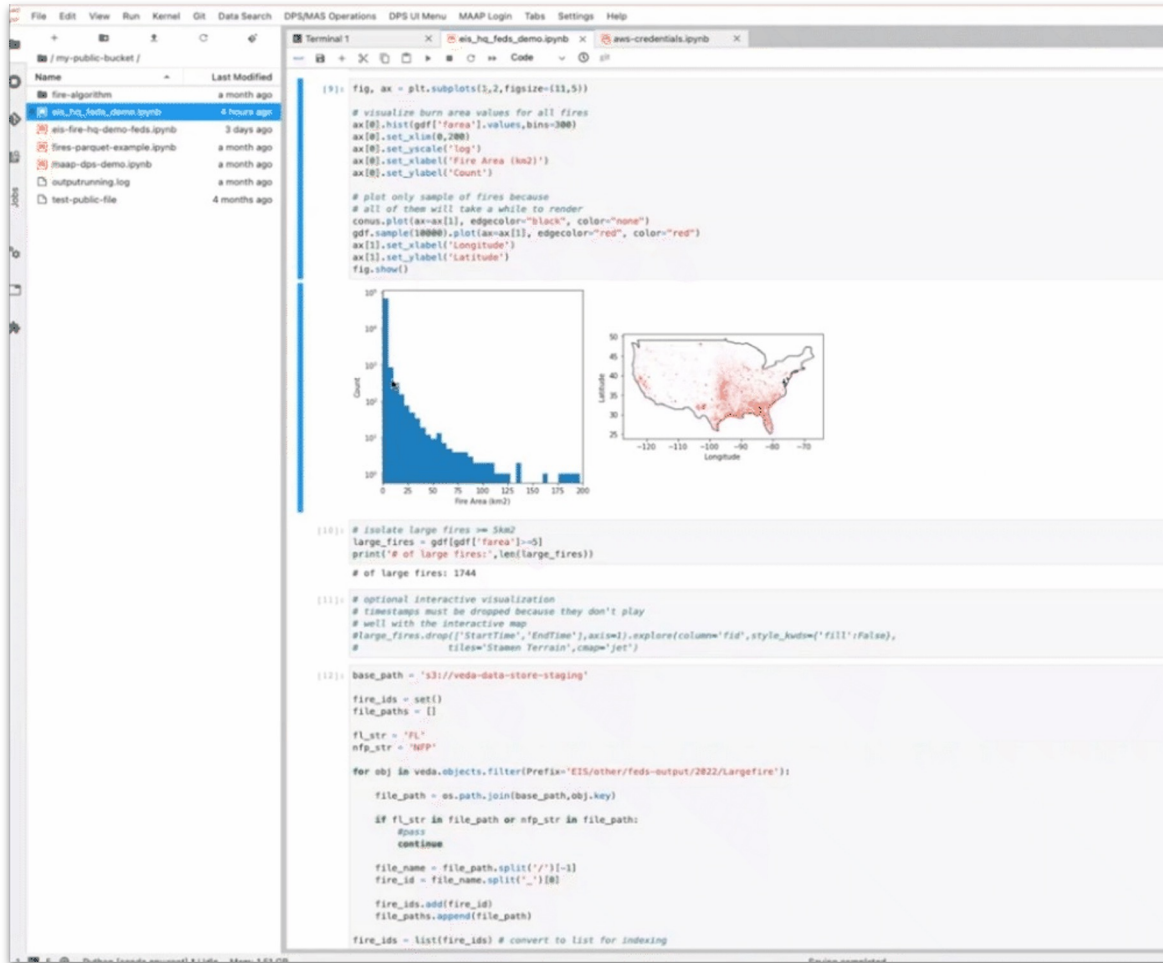 File Edit View Run Kernel Git Data Search DPS/MAS Operations DPS UI Menu MAAP Login Tabs Settings Help
Terminal 1
eis_hq_feds_demo.ipynb
aws-credentials.ipynb
/ my-public-bucket /
Code
git
Name Last Modified
fire-algorithm a month ago
eis_hq_feds_demo.ipynb 4 hours ago
eis-fire-hq-demo-feds.ipynb 3 days ago
fires-parquet-example.ipynb a month ago
maap-dps-demo.ipynb a month ago
outputrunning.log a month ago
test-public-file 4 months ago
Jobs
[9]: fig, ax = plt.subplots(1,2,figsize=(11,5))
# visualize burn area values for all fires
ax[0].hist(gdf['farea'].values,bins=300)
ax[0].set_xlim(0,200)
ax[0].set_yscale('log')
ax[0].set_xlabel('Fire Area (km2)')
ax[0].set_ylabel('Count')
# plot only sample of fires because
# all of them will take a while to render
conus.plot(ax=ax[1], edgecolor="black", color="none")
gdf.sample(10000).plot(ax=ax[1], edgecolor="red", color="red")
ax[1].set_xlabel('Longitude')
ax[1].set_ylabel('Latitude')
fig.show()
10⁵
10⁴
10³
10²
10¹
10⁰
Count
0 25 50 75 100 125 150 175 200
Fire Area (km2)
50
45
40
35
30
25
Latitude
−120 −110 −100 −90 −80 −70
Longitude
[10]: # isolate large fires >= 5km2
large_fires = gdf[gdf['farea']>=5]
print('# of large fires:',len(large_fires))
# of large fires: 1744
[11]: # optional interactive visualization
# timestamps must be dropped because they don't play
# well with the interactive map
#large_fires.drop(['StartTime','EndTime'],axis=1).explore(column='fid',style_kwds={'fill':False},
# tiles='Stamen Terrain',cmap='jet')
[12]: base_path = 's3://veda-data-store-staging'
fire_ids = set()
file_paths = []
fl_str = 'FL'
nfp_str = 'NFP'
for obj in veda.objects.filter(Prefix='EIS/other/feds-output/2022/Largefire'):
file_path = os.path.join(base_path,obj.key)
if fl_str in file_path or nfp_str in file_path:
#pass
continue
file_name = file_path.split('/')[-1]
fire_id = file_name.split('_')[0]
fire_ids.add(fire_id)
file_paths.append(file_path)
fire_ids = list(fire_ids) # convert to list for indexing
Saving completed